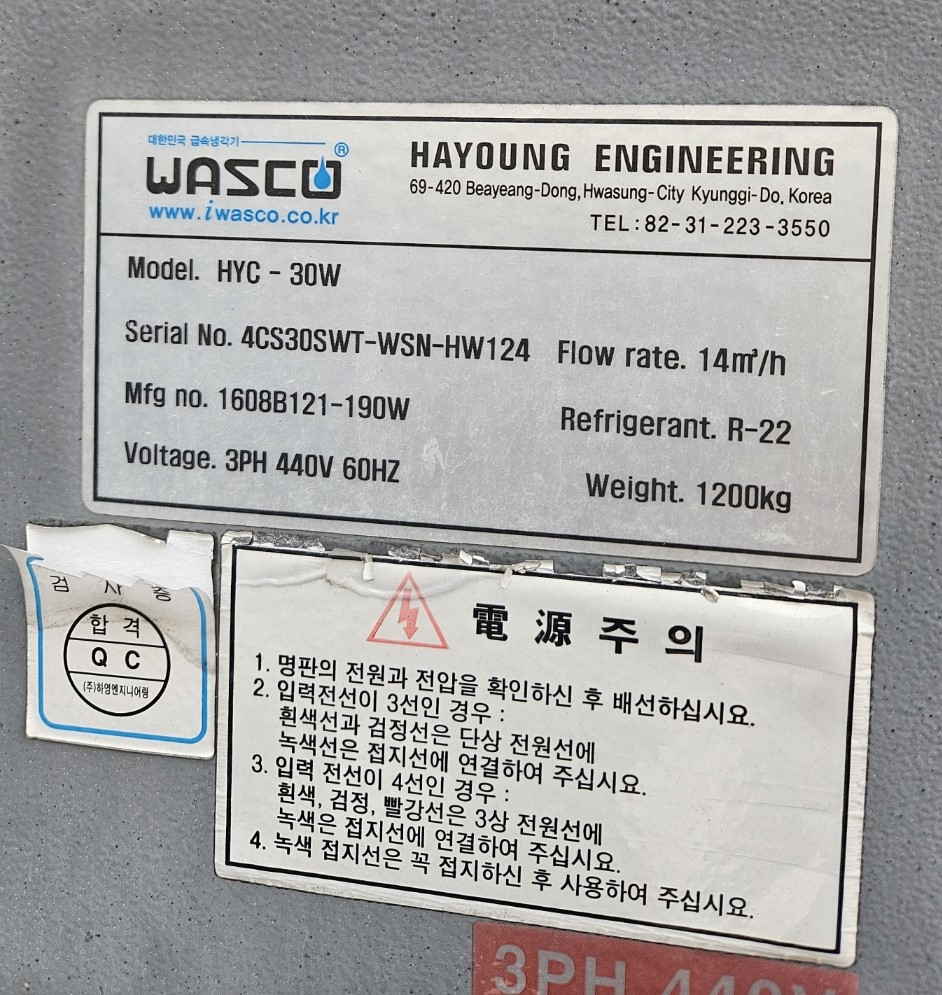 대한민국 급속냉각기
WASCO®
www.iwasco.co.kr
HAYOUNG ENGINEERING
69-420 Beayeang-Dong, Hwasung-City Kyunggi-Do, Korea
TEL : 82-31-223-3550
Model. HYC - 30W
Serial No. 4CS30SWT-WSN-HW124 Flow rate. 14㎥/h
Mfg no. 1608B121-190W
Refrigerant. R-22
Voltage. 3PH 440V 60HZ
Weight. 1200kg
검 사 증
합 격
Q C
(주)하영엔지니어링
電 源 주 의
1. 명판의 전원과 전압을 확인하신 후 배선하십시요.
2. 입력전선이 3선인 경우 :
흰색선과 검정선은 단상 전원선에
녹색선은 접지선에 연결하여 주십시요.
3. 입력 전선이 4선인 경우 :
흰색, 검정, 빨강선은 3상 전원선에
녹색은 접지선에 연결하여 주십시요.
4. 녹색 접지선은 꼭 접지하신 후 사용하여 주십시요.
3PH 440V